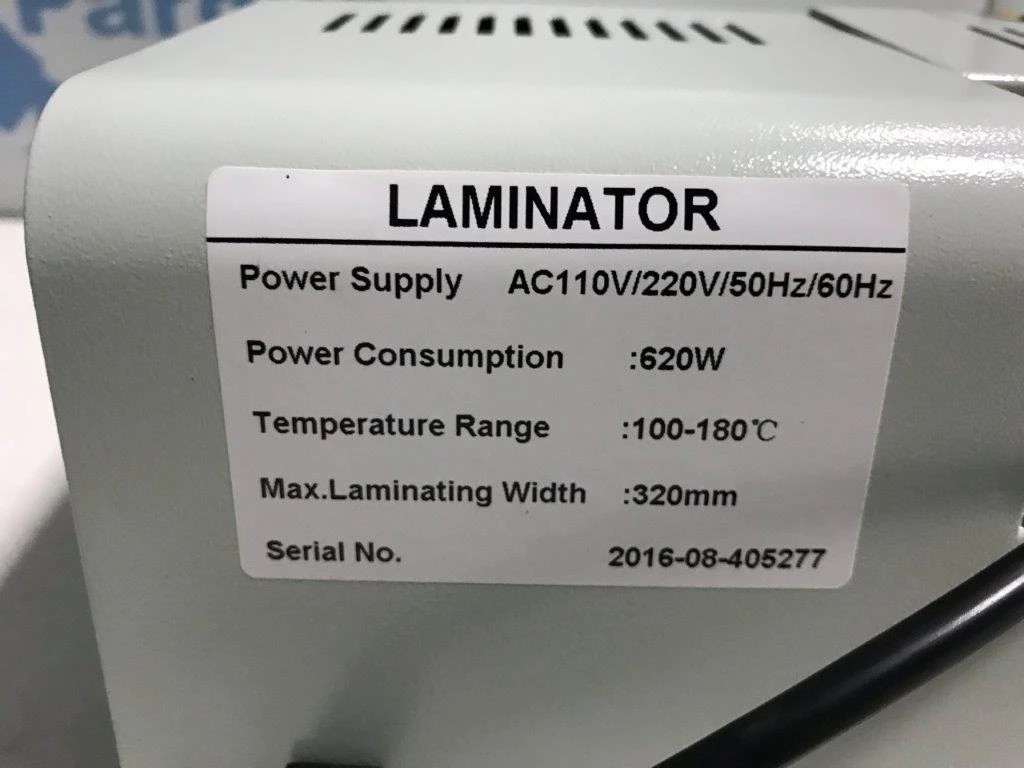 LAMINATOR
Power Supply AC110V/220V/50Hz/60Hz
Power Consumption :620W
Temperature Range :100-180℃
Max.Laminating Width :320mm
Serial No. 2016-08-405277